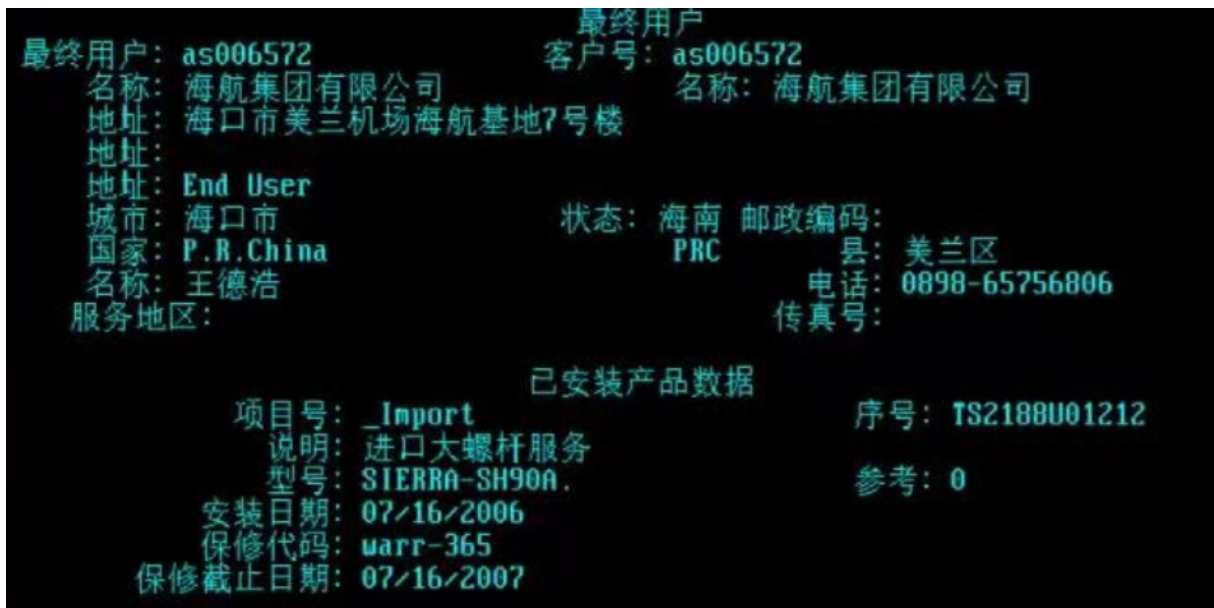 最终用户
最终用户: as006572 客户号: as006572
名称: 海航集团有限公司 名称: 海航集团有限公司
地址: 海口市美兰机场海航基地7号楼
地址:
地址: End User
城市: 海口市 状态: 海南 邮政编码:
国家: P.R.China PRC 县: 美兰区
名称: 王德浩 电话: 0898-65756806
服务地区: 传真号:
已安装产品数据
项目号: _Import 序号: TS2188U01212
说明: 进口大螺杆服务
型号: SIERRA-SH90A. 参考: 0
安装日期: 07/16/2006
保修代码: warr-365
保修截止日期: 07/16/2007